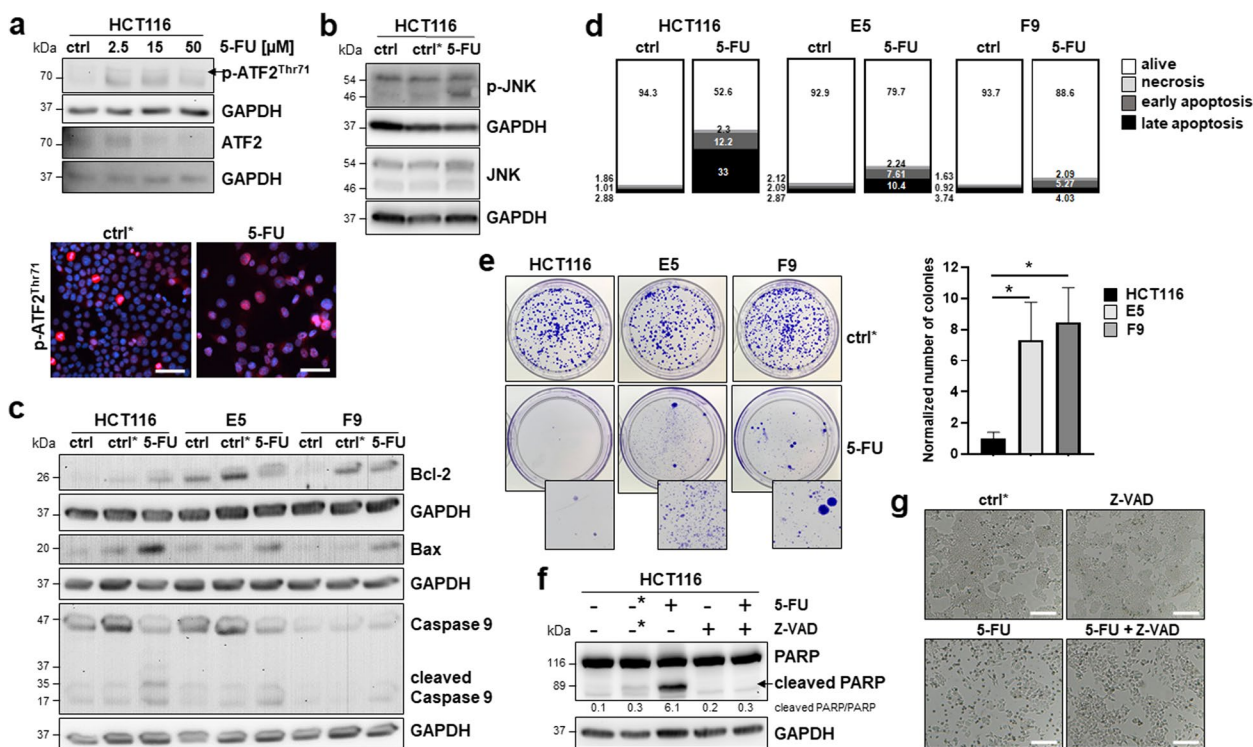 a
HCT116
kDa ctrl 2.5 15 50 5-FU [µM]
70 p-ATF2Thr71
37 GAPDH
70 ATF2
37 GAPDH
ctrl* 5-FU
p-ATF2Thr71
b
HCT116
kDa ctrl ctrl* 5-FU
54
46
p-JNK
37 GAPDH
54
46
JNK
37 GAPDH
c
HCT116 E5 F9
kDa ctrl ctrl* 5-FU ctrl ctrl* 5-FU ctrl ctrl* 5-FU
26 Bcl-2
37 GAPDH
20 Bax
37 GAPDH
47 Caspase 9
37
35
17
cleaved
Caspase 9
37 GAPDH
d
HCT116 E5 F9
ctrl 5-FU ctrl 5-FU ctrl 5-FU
94.3 52.6 92.9 79.7 93.7 88.6
2.3 2.24 2.09
12.2 7.61 5.27
33 10.4 4.03
1.86 2.12 1.63
1.01 2.09 0.92
2.88 2.87 3.74
alive
necrosis
early apoptosis
late apoptosis
e
HCT116 E5 F9
ctrl*
5-FU
Normalized number of colonies
12
10
8
6
4
2
0
*
*
HCT116
E5
F9
f
HCT116
- -* + - + 5-FU
- -* - + + Z-VAD
kDa
116 PARP
89 cleaved PARP
0.1 0.3 6.1 0.2 0.3 cleaved PARP/PARP
37 GAPDH
g
ctrl* Z-VAD
5-FU 5-FU + Z-VAD